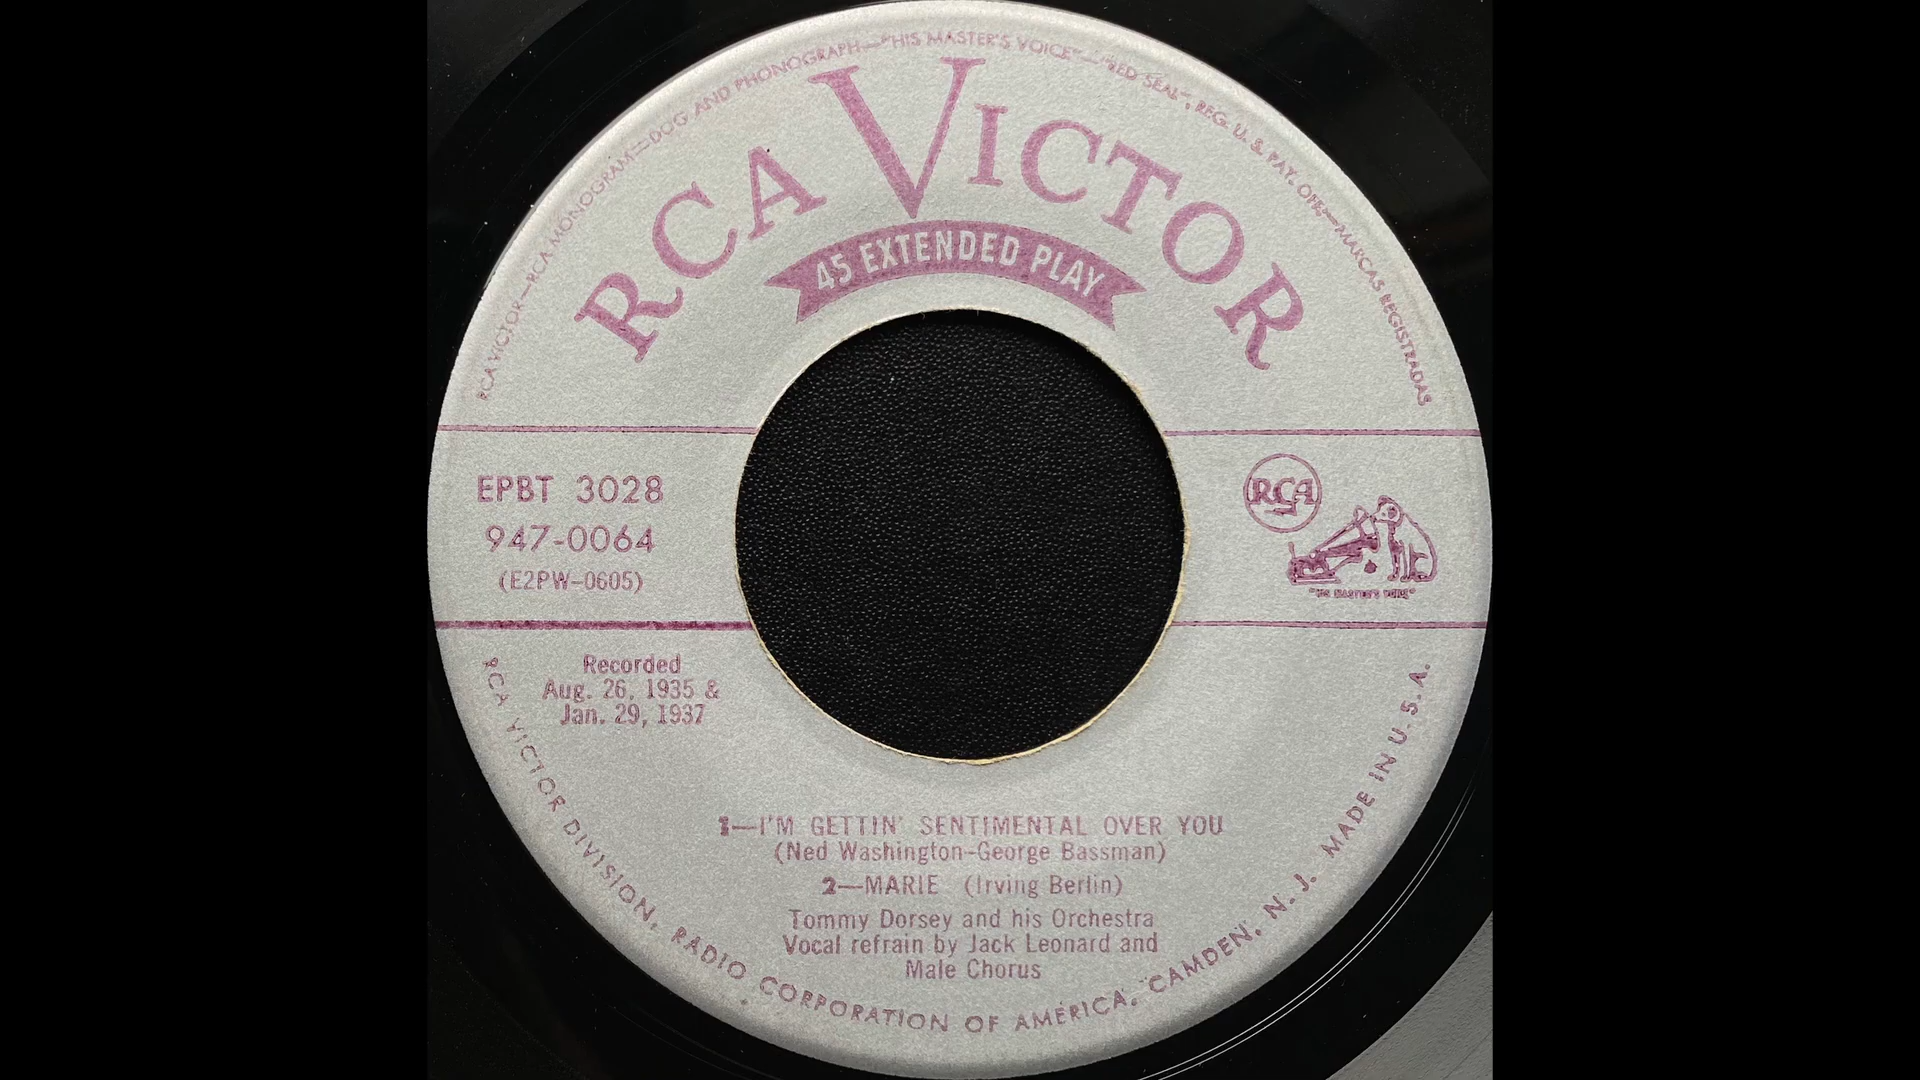 RCA VICTOR—RCA MONOGRAM—DOG AND PHONOGRAPH—"HIS MASTER'S VOICE"—"RED SEAL", REG. U. S. PAT. OFF.—MARCAS REGISTRADAS
RCA VICTOR
45 EXTENDED PLAY
EPBT 3028
947-0064
(E2PW-0605)
RCA
"HIS MASTER'S VOICE"
Recorded
Aug. 26, 1935 &
Jan. 29, 1937
1—I'M GETTIN' SENTIMENTAL OVER YOU
(Ned Washington-George Bassman)
2—MARIE (Irving Berlin)
Tommy Dorsey and his Orchestra
Vocal refrain by Jack Leonard and
Male Chorus
RCA VICTOR DIVISION, RADIO CORPORATION OF AMERICA, CAMDEN, N. J. MADE IN U. S. A.